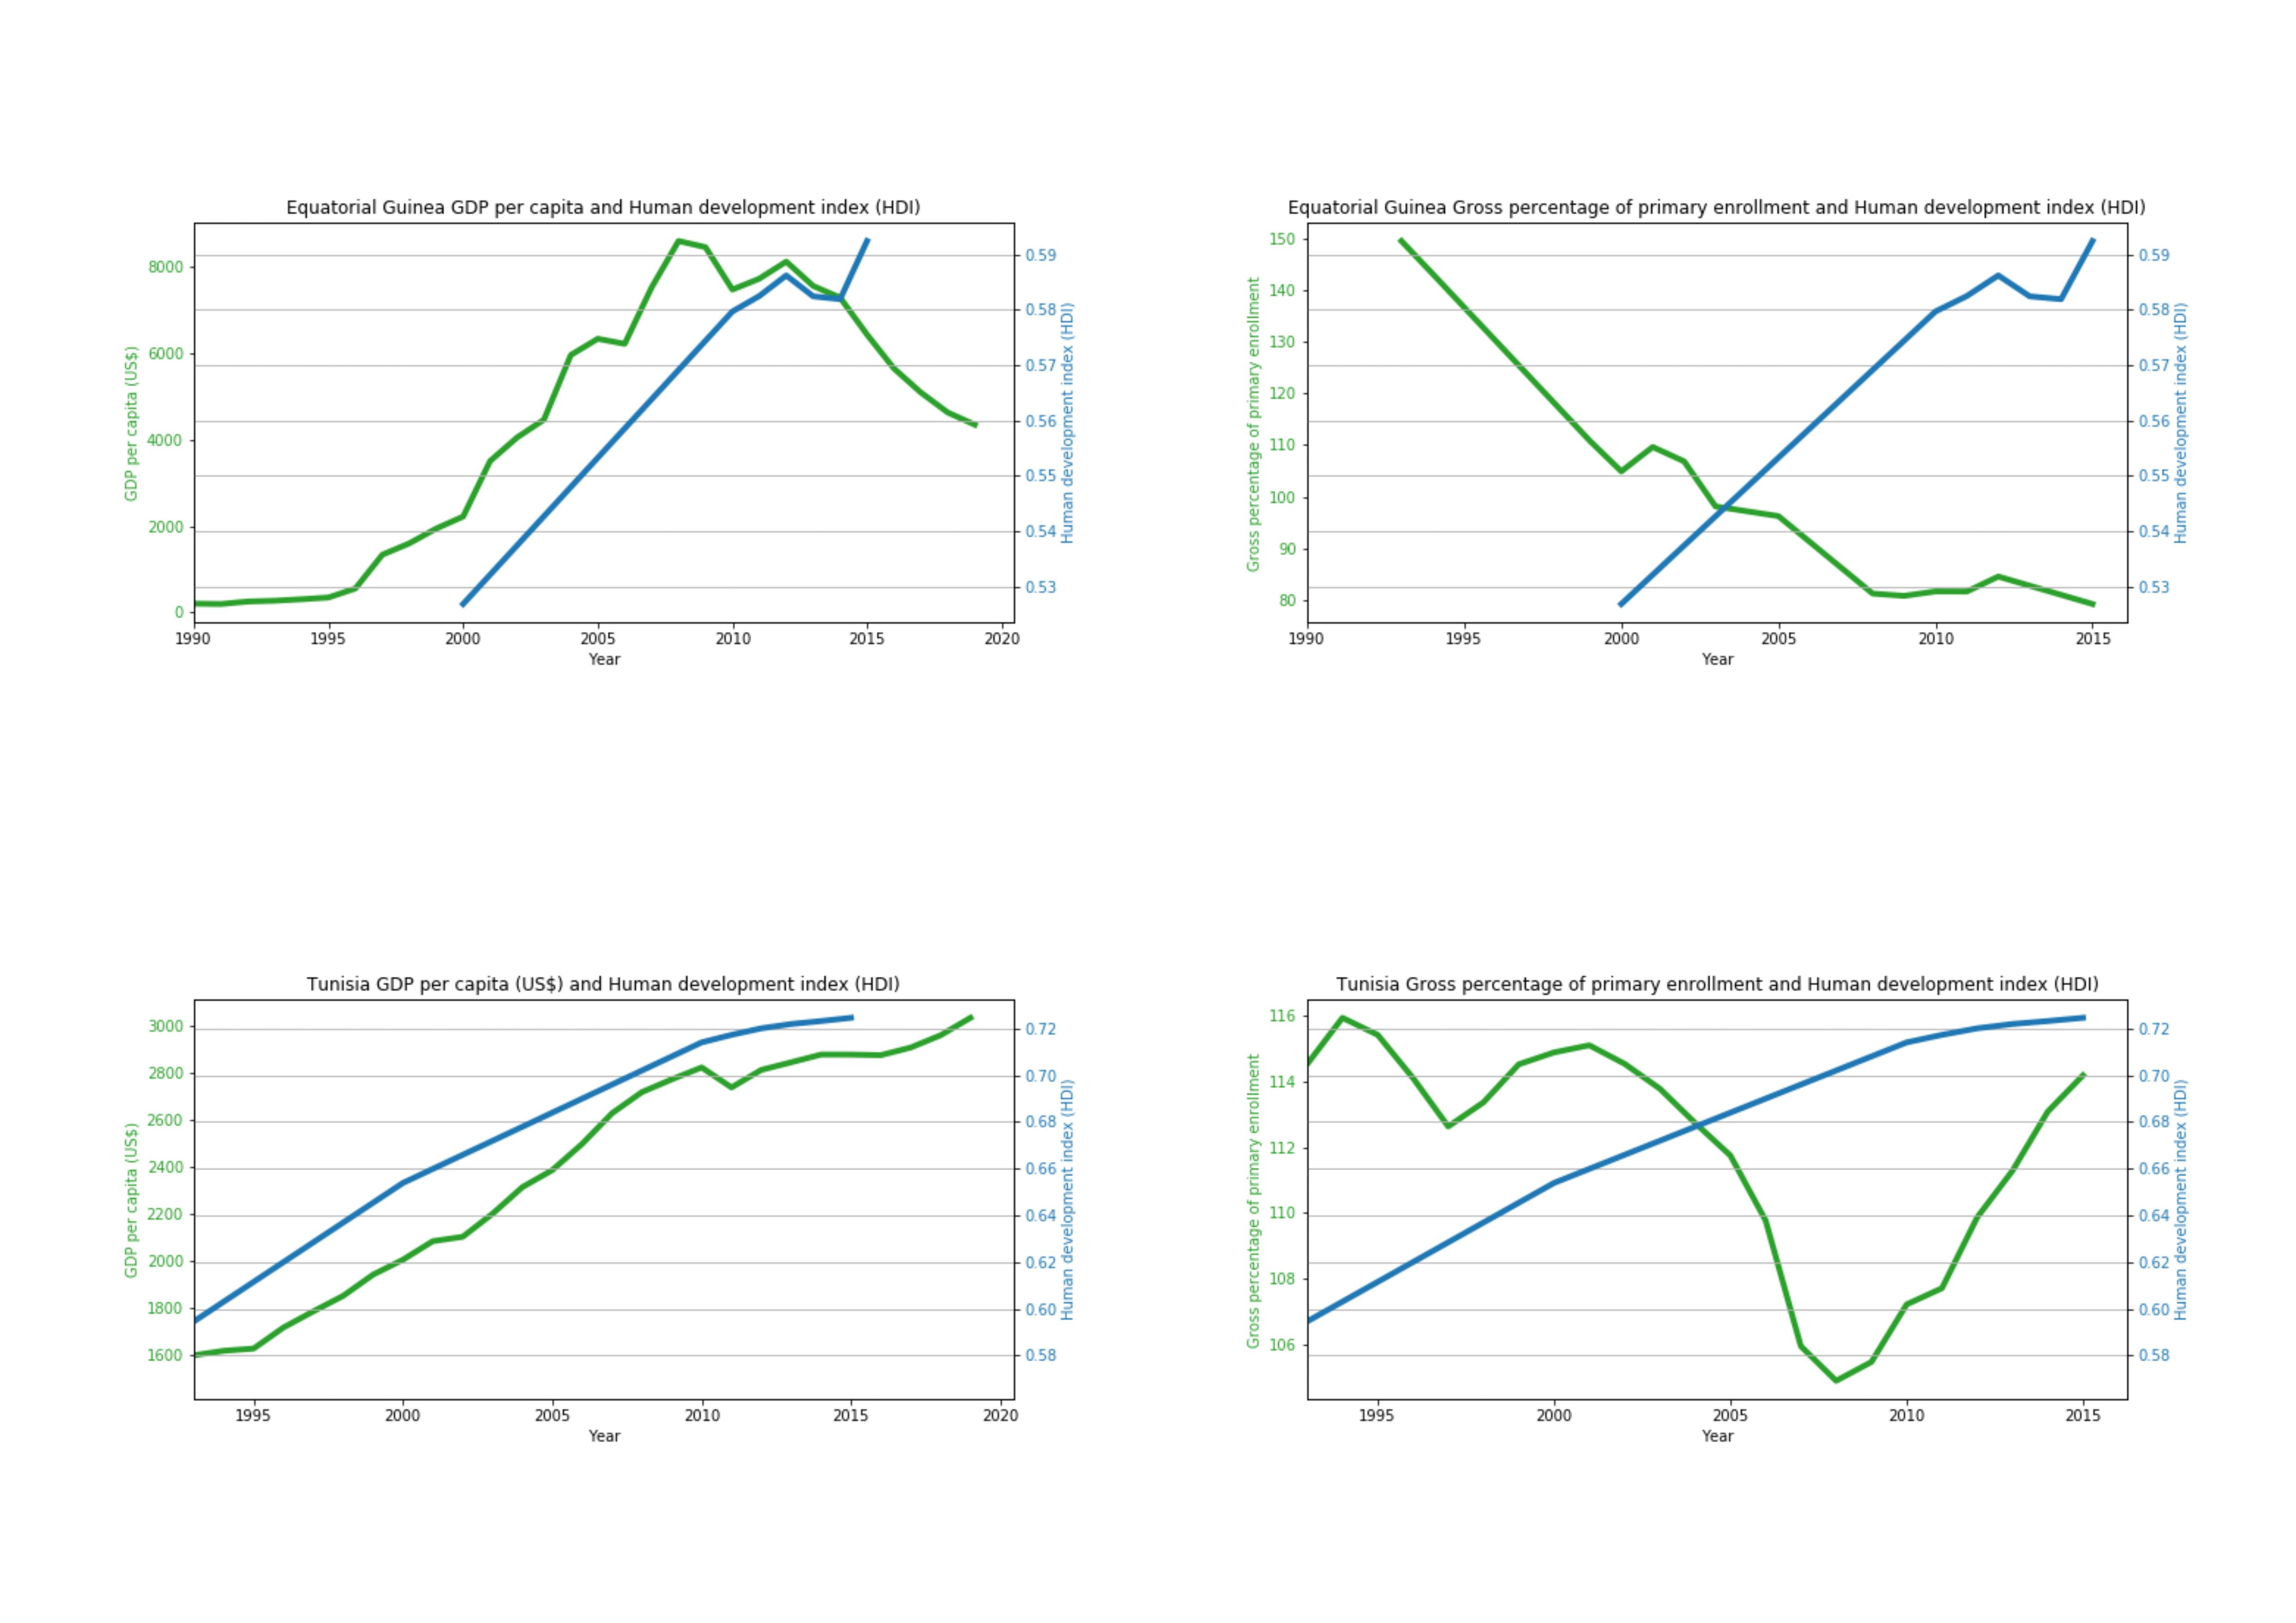 Equatorial Guinea GDP per capita and Human development index (HDI)
GDP per capita (US$)
8000
6000
4000
2000
0
0.59
0.58
0.57
0.56
0.55
0.54
0.53
Human development index (HDI)
1990 1995 2000 2005 2010 2015 2020
Year
Equatorial Guinea Gross percentage of primary enrollment and Human development index (HDI)
Gross percentage of primary enrollment
150
140
130
120
110
100
90
80
0.59
0.58
0.57
0.56
0.55
0.54
0.53
Human development index (HDI)
1990 1995 2000 2005 2010 2015
Year
Tunisia GDP per capita (US$) and Human development index (HDI)
GDP per capita (US$)
3000
2800
2600
2400
2200
2000
1800
1600
0.72
0.70
0.68
0.66
0.64
0.62
0.60
0.58
Human development index (HDI)
1995 2000 2005 2010 2015 2020
Year
Tunisia Gross percentage of primary enrollment and Human development index (HDI)
Gross percentage of primary enrollment
116
114
112
110
108
106
0.72
0.70
0.68
0.66
0.64
0.62
0.60
0.58
Human development index (HDI)
1995 2000 2005 2010 2015
Year